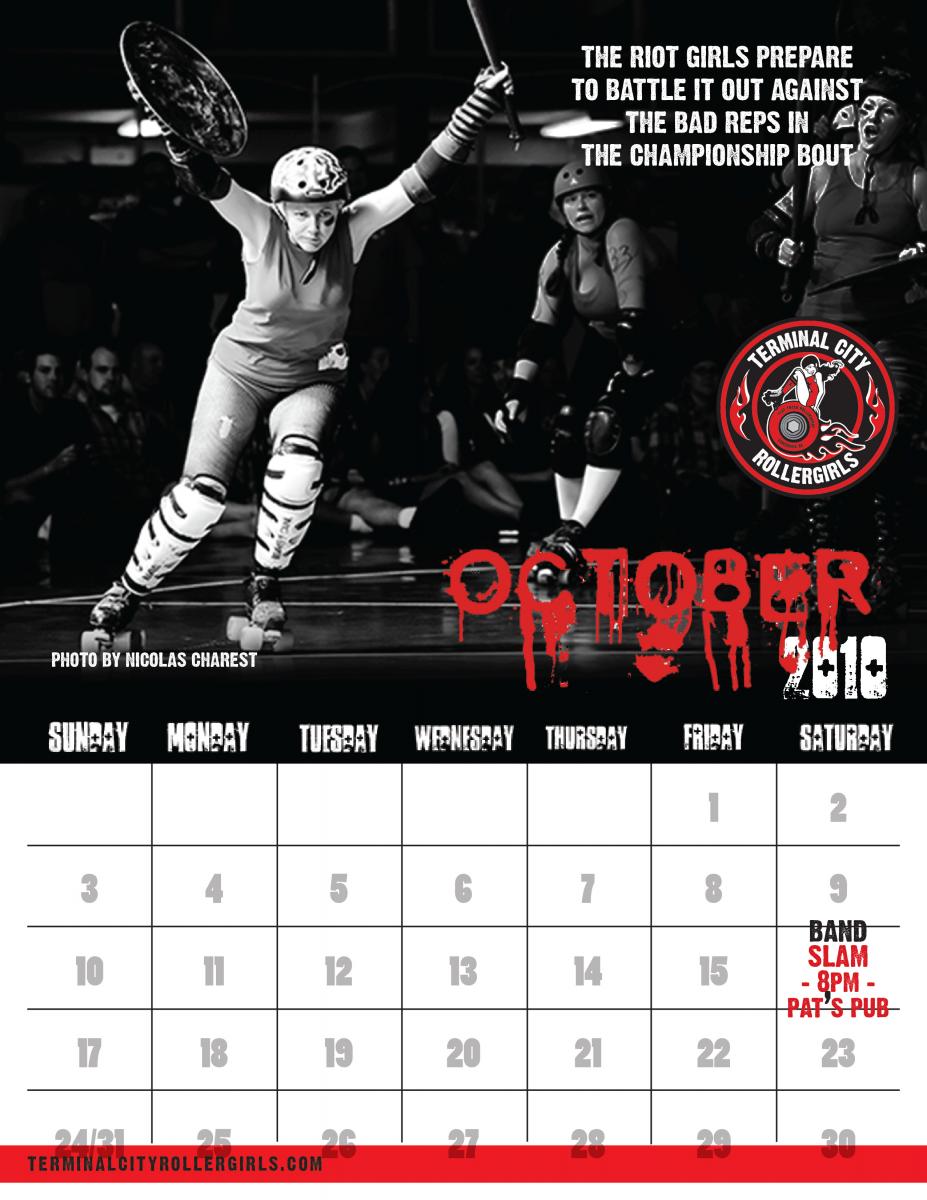 THE RIOT GIRLS PREPARE
TO BATTLE IT OUT AGAINST
THE BAD REPS IN
THE CHAMPIONSHIP BOUT
33
TERMINAL CITY
ROLLERGIRLS
OCTOBER
2010
PHOTO BY NICOLAS CHAREST
SUNDAY MONDAY TUESDAY WEDNESDAY THURSDAY FRIDAY SATURDAY
1 2
3 4 5 6 7 8 9
10 11 12 13 14 15
BAND
SLAM
- 8PM -
PAT'S PUB
17 18 19 20 21 22 23
24/31 25 26 27 28 29 30
TERMINALCITYROLLERGIRLS.COM